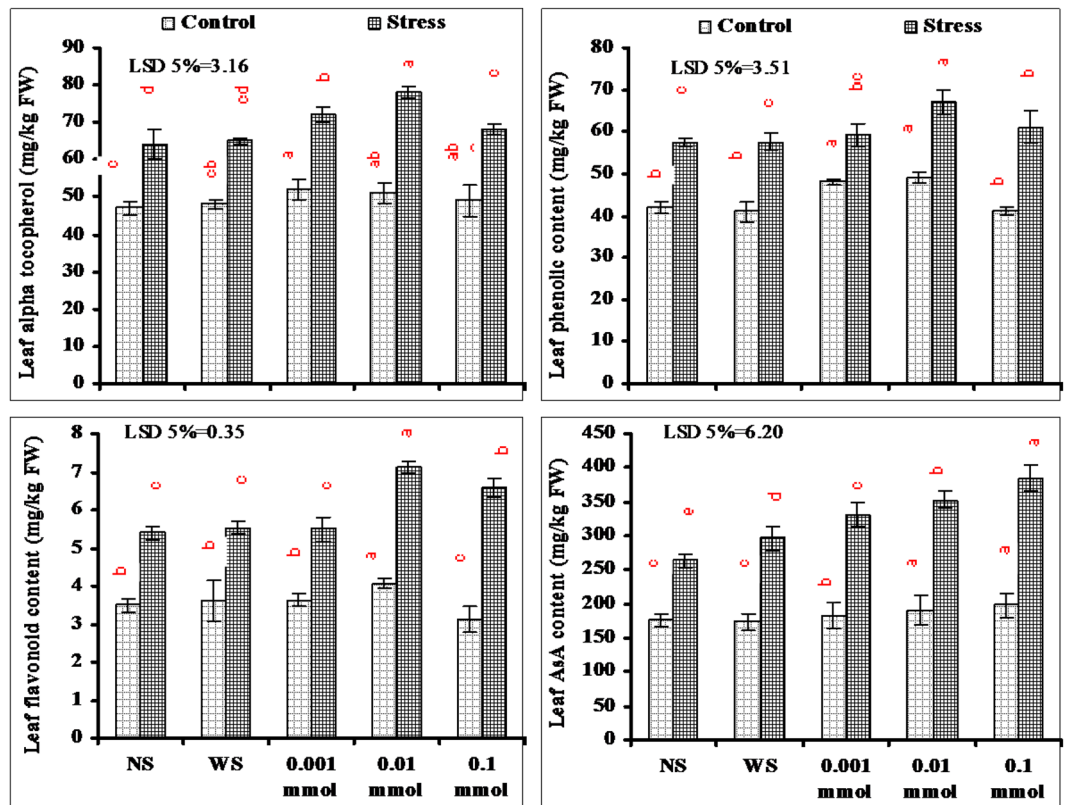 Control Stress
LSD 5%=3.16
Leaf alpha tocopherol (mg/kg FW)
90
80
70
60
50
40
30
20
10
0
Control Stress
LSD 5%=3.51
Leaf phenolic content (mg/kg FW)
80
70
60
50
40
30
20
10
0
LSD 5%=0.35
Leaf flavonoid content (mg/kg FW)
8
7
6
5
4
3
2
1
0
NS WS 0.001 0.01 0.1
mmol mmol mmol
LSD 5%=6.20
Leaf AsA content (mg/kg FW)
450
400
350
300
250
200
150
100
50
0
NS WS 0.001 0.01 0.1
mmol mmol mmol